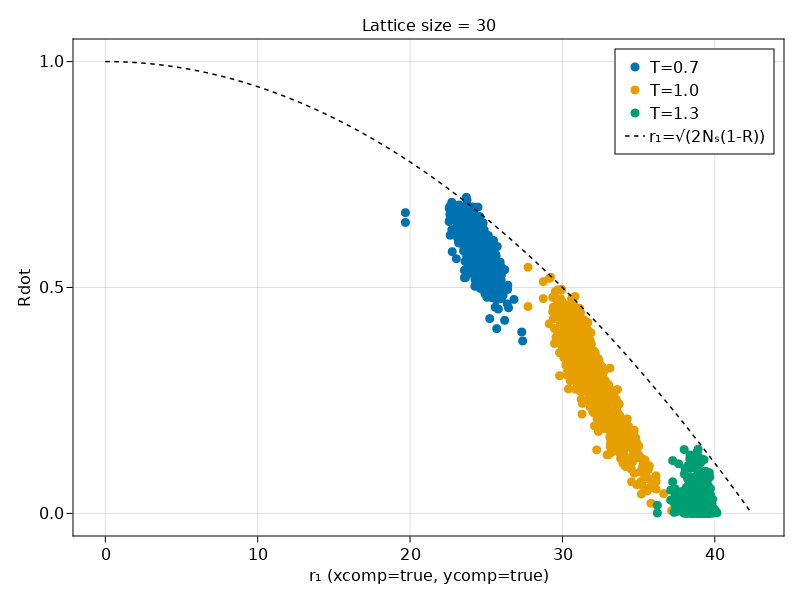 Lattice size = 30
1.0
0.5
0.0
Rdot
T=0.7
T=1.0
T=1.3
r₁=√(2Nₛ(1-R))
0
10
20
30
40
r₁ (xcomp=true, ycomp=true)